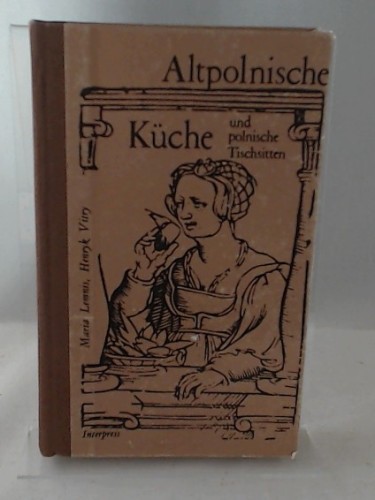 Altpolnische
Küche
und
polnische
Tischsitten
Maria Lemnis, Henryk Vitry
Interpress